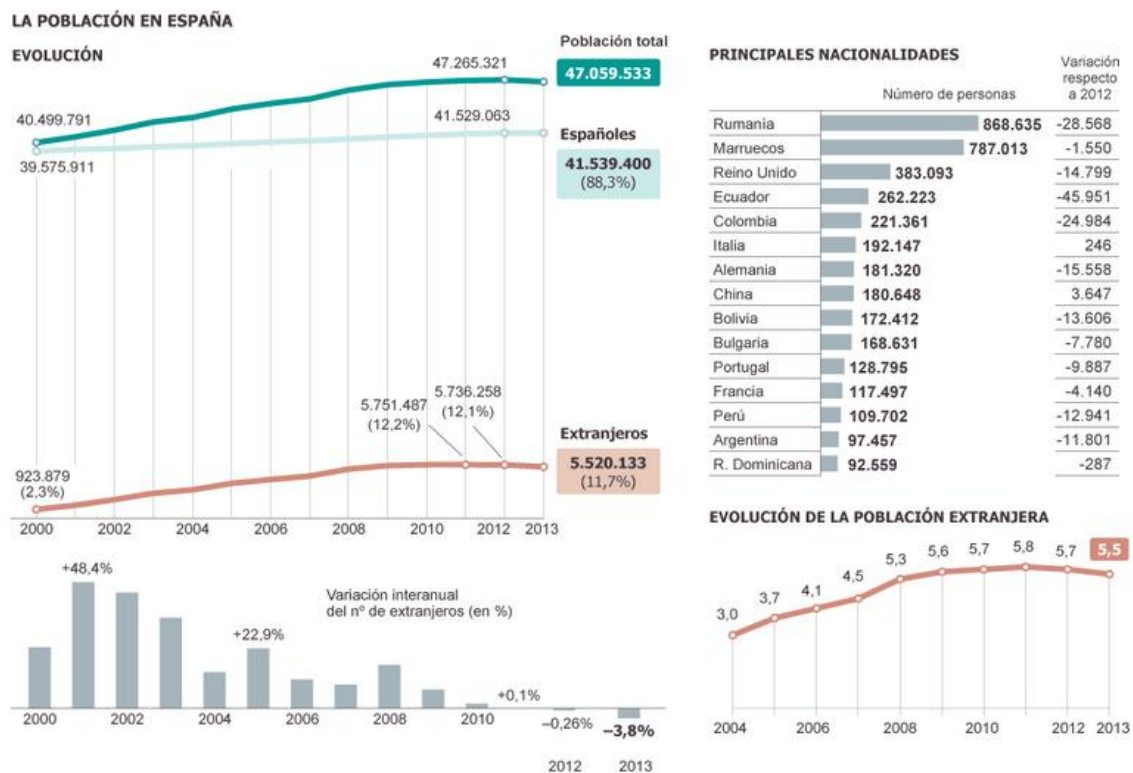 LA POBLACIÓN EN ESPAÑA
EVOLUCIÓN
Población total
47.265.321
47.059.533
40.499.791
41.529.063
Españoles
39.575.911
41.539.400
(88,3%)
5.736.258
(12,1%)
5.751.487
(12,2%)
Extranjeros
5.520.133
(11,7%)
923.879
(2,3%)
2000 2002 2004 2006 2008 2010 2012 2013
+48,4%
Variación interanual
del nº de extranjeros (en %)
+22,9%
+0,1%
2000 2002 2004 2006 2008 2010
–0,26%
–3,8%
2012 2013
PRINCIPALES NACIONALIDADES
Variación
respecto
a 2012
Número de personas
Rumania 868.635 -28.568
Marruecos 787.013 -1.550
Reino Unido 383.093 -14.799
Ecuador 262.223 -45.951
Colombia 221.361 -24.984
Italia 192.147 246
Alemania 181.320 -15.558
China 180.648 3.647
Bolivia 172.412 -13.606
Bulgaria 168.631 -7.780
Portugal 128.795 -9.887
Francia 117.497 -4.140
Perú 109.702 -12.941
Argentina 97.457 -11.801
R. Dominicana 92.559 -287
EVOLUCIÓN DE LA POBLACIÓN EXTRANJERA
3,0 3,7 4,1 4,5 5,3 5,6 5,7 5,8 5,7 5,5
2004 2006 2008 2010 2012 2013